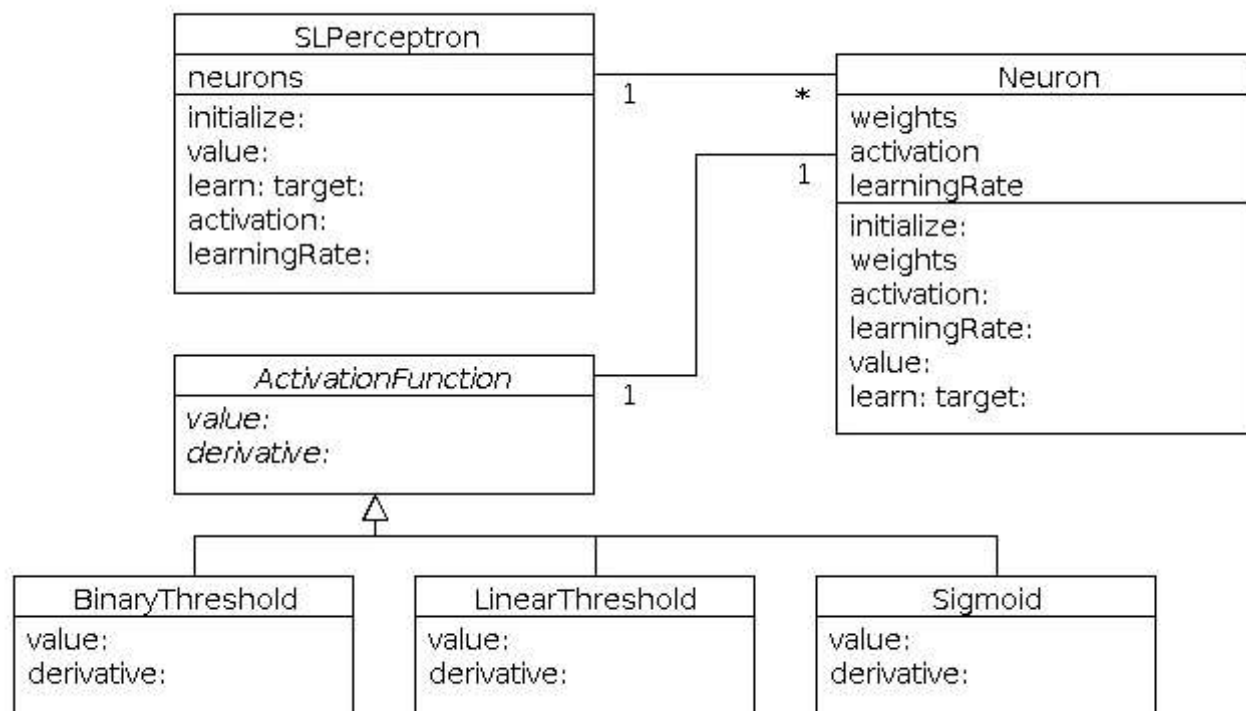 SLPerceptron
neurons
initialize:
value:
learn: target:
activation:
learningRate:
1
*
Neuron
weights
activation
learningRate
initialize:
weights
activation:
learningRate:
value:
learn: target:
1
ActivationFunction
value:
derivative:
1
BinaryThreshold
value:
derivative:
LinearThreshold
value:
derivative:
Sigmoid
value:
derivative: